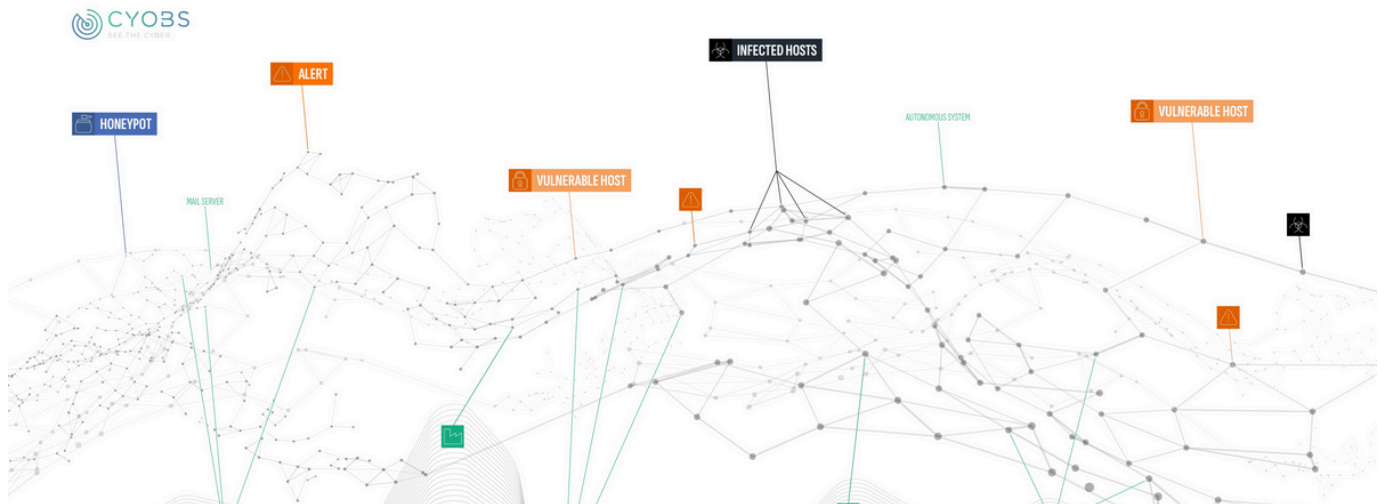 CYOBS
SEE THE CYBER
INFECTED HOSTS
ALERT
HONEYPOT
AUTONOMOUS SYSTEM
VULNERABLE HOST
VULNERABLE HOST
MAIL SERVER